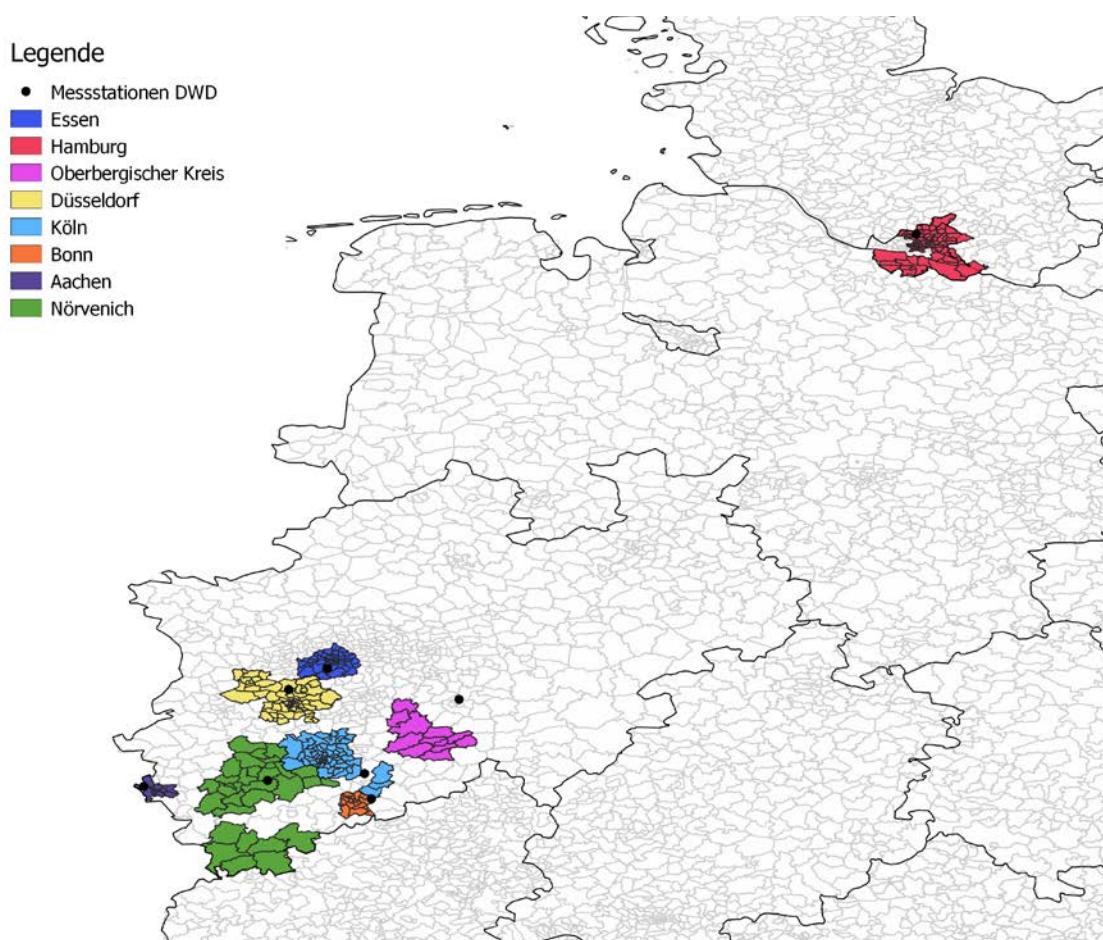 Legende
Messstationen DWD
Essen
Hamburg
Oberbergischer Kreis
Düsseldorf
Köln
Bonn
Aachen
Nörvenich